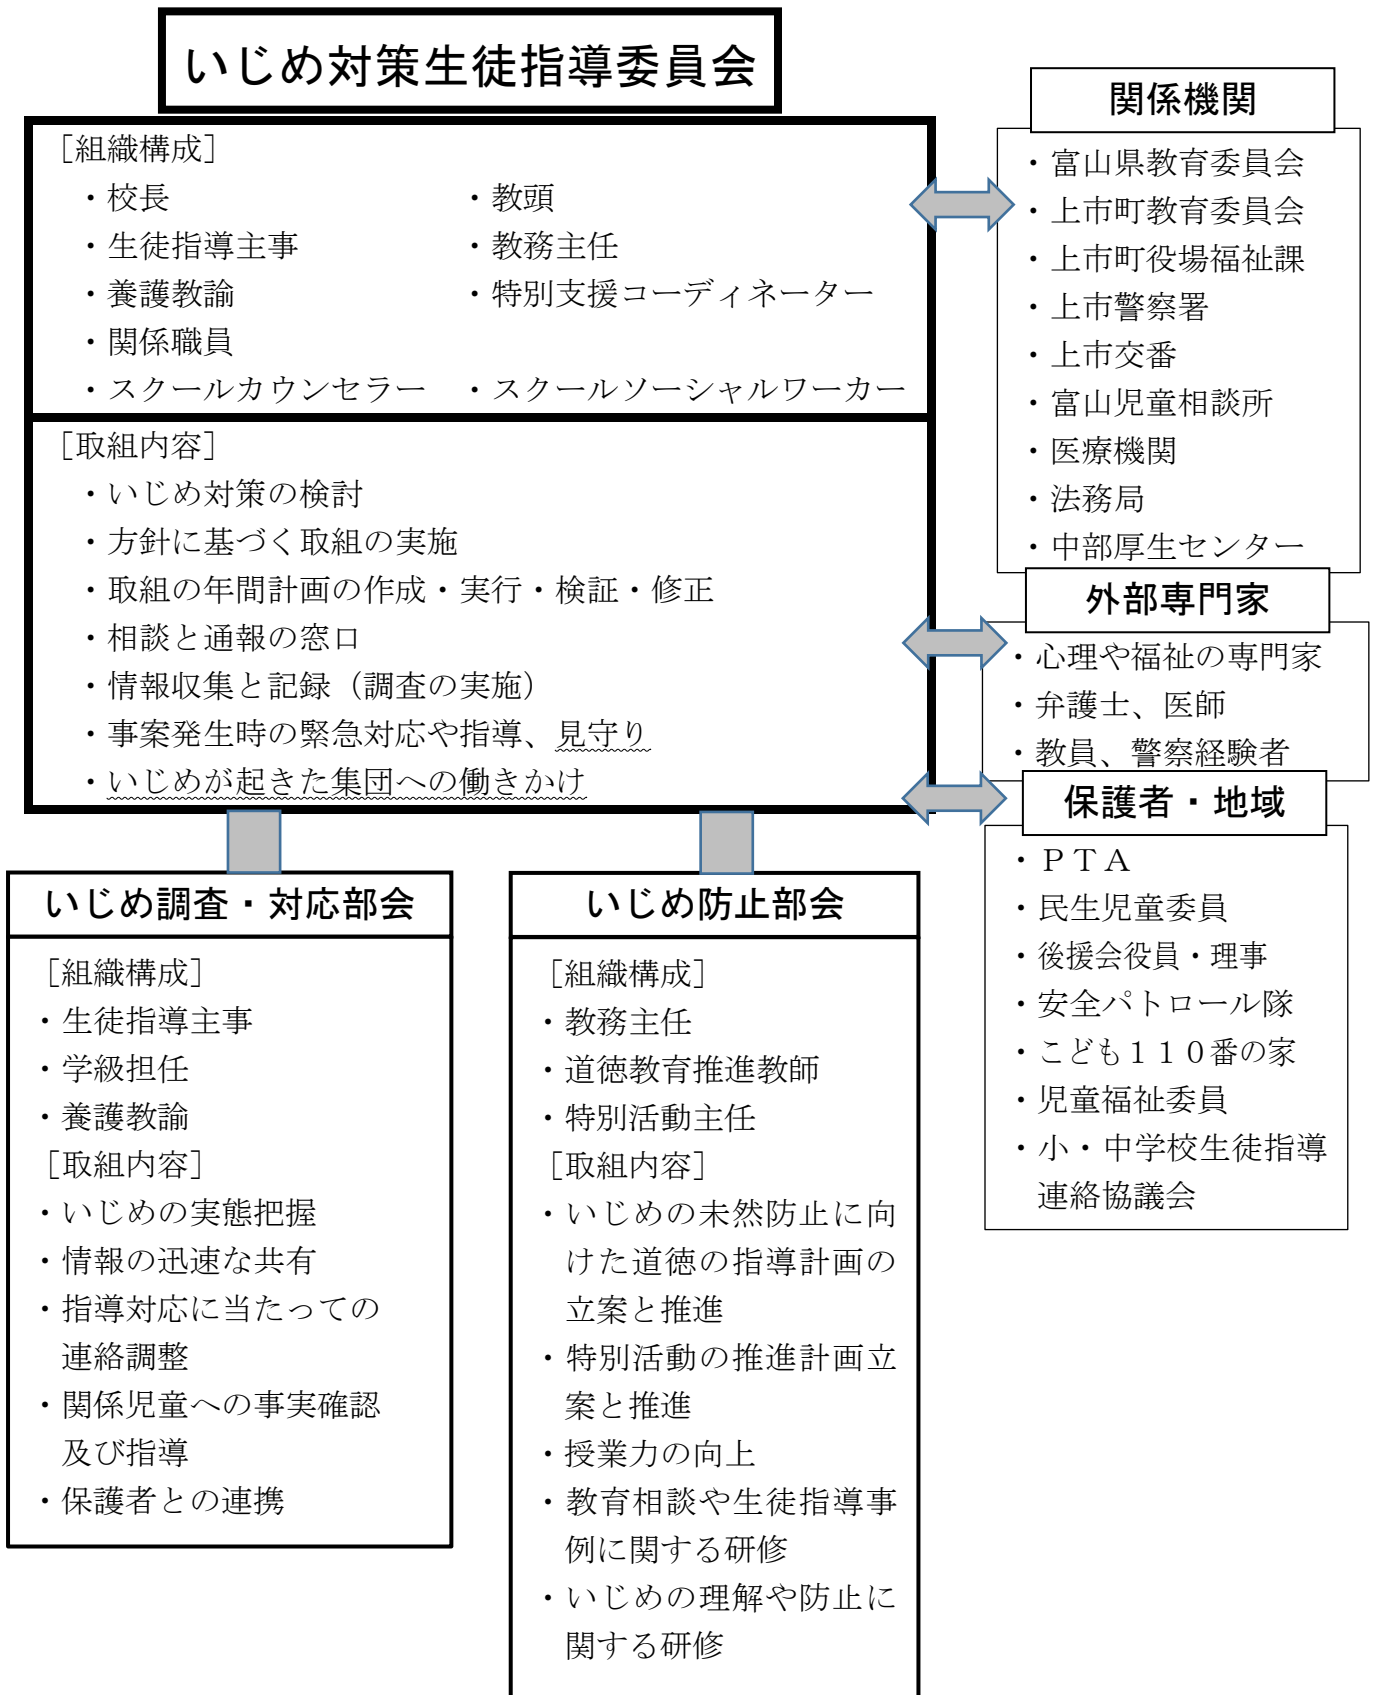 いじめ対策生徒指導委員会
［組織構成］
・校長　・教頭
・生徒指導主事　・教務主任
・養護教諭　・特別支援コーディネーター
・関係職員
・スクールカウンセラー　・スクールソーシャルワーカー
［取組内容］
・いじめ対策の検討
・方針に基づく取組の実施
・取組の年間計画の作成・実行・検証・修正
・相談と通報の窓口
・情報収集と記録（調査の実施）
・事案発生時の緊急対応や指導、見守り
・いじめが起きた集団への働きかけ
関係機関
・富山県教育委員会
・上市町教育委員会
・上市町役場福祉課
・上市警察署
・上市交番
・富山児童相談所
・医療機関
・法務局
・中部厚生センター
外部専門家
・心理や福祉の専門家
・弁護士、医師
・教員、警察経験者
保護者・地域
・ＰＴＡ
・民生児童委員
・後援会役員・理事
・安全パトロール隊
・こども１１０番の家
・児童福祉委員
・小・中学校生徒指導
連絡協議会
いじめ調査・対応部会
［組織構成］
・生徒指導主事
・学級担任
・養護教諭
［取組内容］
・いじめの実態把握
・情報の迅速な共有
・指導対応に当たっての
連絡調整
・関係児童への事実確認
及び指導
・保護者との連携
いじめ防止部会
［組織構成］
・教務主任
・道徳教育推進教師
・特別活動主任
［取組内容］
・いじめの未然防止に向
けた道徳の指導計画の
立案と推進
・特別活動の推進計画立
案と推進
・授業力の向上
・教育相談や生徒指導事
例に関する研修
・いじめの理解や防止に
関する研修